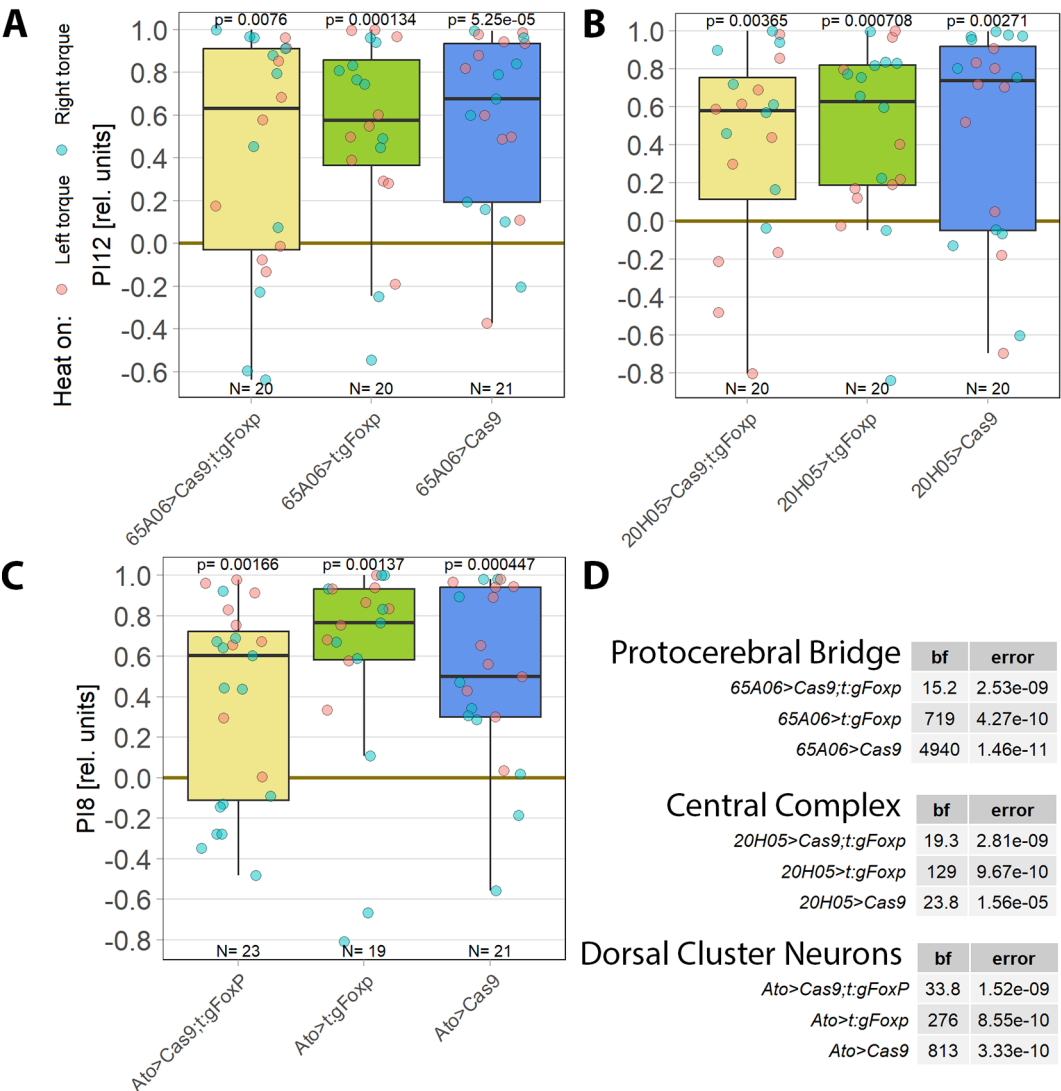 A
Heat on: Left torque Right torque
PI12 [rel. units]
1.0
0.8
0.6
0.4
0.2
0.0
-0.2
-0.4
-0.6
p= 0.0076 p= 0.000134 p= 5.25e-05
N= 20 N= 20 N= 21
65A06>Cas9;t:gFoxp
65A06>t:gFoxp
65A06>Cas9
B
1.0
0.8
0.6
0.4
0.2
0.0
-0.2
-0.4
-0.6
-0.8
p= 0.00365 p= 0.000708 p= 0.00271
N= 20 N= 20 N= 20
20H05>Cas9;t:gFoxp
20H05>t:gFoxp
20H05>Cas9
C
PI8 [rel. units]
1.0
0.8
0.6
0.4
0.2
0.0
-0.2
-0.4
-0.6
-0.8
p= 0.00166 p= 0.00137 p= 0.000447
N= 23 N= 19 N= 21
Ato>Cas9;t:gFoxP
Ato>t:gFoxp
Ato>Cas9
D
Protocerebral Bridge bf error
65A06>Cas9;t:gFoxp 15.2 2.53e-09
65A06>t:gFoxp 719 4.27e-10
65A06>Cas9 4940 1.46e-11
Central Complex bf error
20H05>Cas9;t:gFoxp 19.3 2.81e-09
20H05>t:gFoxp 129 9.67e-10
20H05>Cas9 23.8 1.56e-05
Dorsal Cluster Neurons bf error
Ato>Cas9;t:gFoxP 33.8 1.52e-09
Ato>t:gFoxp 276 8.55e-10
Ato>Cas9 813 3.33e-10